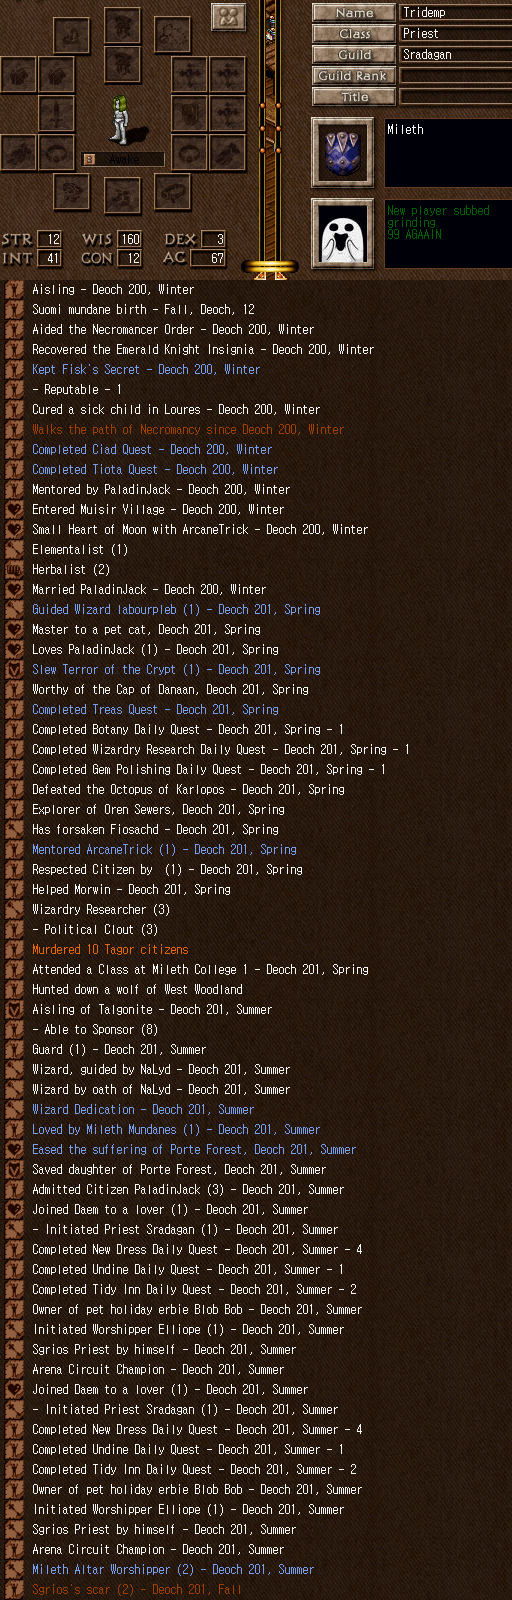 Name Tridemp
Class Priest
Guild Sradagan
Guild Rank
Title
Mileth
Awake
New player subbed
grinding
99 AGAAIN
STR 12 WIS 160 DEX 3
INT 41 CON 12 AC 67
Aisling - Deoch 200, Winter
Suomi mundane birth - Fall, Deoch, 12
Aided the Necromancer Order - Deoch 200, Winter
Recovered the Emerald Knight Insignia - Deoch 200, Winter
Kept Fisk's Secret - Deoch 200, Winter
- Reputable - 1
Cured a sick child in Loures - Deoch 200, Winter
Walks the path of Necromancy since Deoch 200, Winter
Completed Ciad Quest - Deoch 200, Winter
Completed Tiota Quest - Deoch 200, Winter
Mentored by PaladinJack - Deoch 200, Winter
Entered Muisir Village - Deoch 200, Winter
Small Heart of Moon with ArcaneTrick - Deoch 200, Winter
Elementalist (1)
Herbalist (2)
Married PaladinJack - Deoch 200, Winter
Guided Wizard labourpleb (1) - Deoch 201, Spring
Master to a pet cat, Deoch 201, Spring
Loves PaladinJack (1) - Deoch 201, Spring
Slew Terror of the Crypt (1) - Deoch 201, Spring
Worthy of the Cap of Danaan, Deoch 201, Spring
Completed Treas Quest - Deoch 201, Spring
Completed Botany Daily Quest - Deoch 201, Spring - 1
Completed Wizardry Research Daily Quest - Deoch 201, Spring - 1
Completed Gem Polishing Daily Quest - Deoch 201, Spring - 1
Defeated the Octopus of Karlopos - Deoch 201, Spring
Explorer of Oren Sewers, Deoch 201, Spring
Has forsaken Fiosachd - Deoch 201, Spring
Mentored ArcaneTrick (1) - Deoch 201, Spring
Respected Citizen by  (1) - Deoch 201, Spring
Helped Morwin - Deoch 201, Spring
Wizardry Researcher (3)
- Political Clout (3)
Murdered 10 Tagor citizens
Attended a Class at Mileth College 1 - Deoch 201, Spring
Hunted down a wolf of West Woodland
Aisling of Talgonite - Deoch 201, Summer
- Able to Sponsor (8)
Guard (1) - Deoch 201, Summer
Wizard, guided by NaLyd - Deoch 201, Summer
Wizard by oath of NaLyd - Deoch 201, Summer
Wizard Dedication - Deoch 201, Summer
Loved by Mileth Mundanes (1) - Deoch 201, Summer
Eased the suffering of Porte Forest, Deoch 201, Summer
Saved daughter of Porte Forest, Deoch 201, Summer
Admitted Citizen PaladinJack (3) - Deoch 201, Summer
Joined Daem to a lover (1) - Deoch 201, Summer
- Initiated Priest Sradagan (1) - Deoch 201, Summer
Completed New Dress Daily Quest - Deoch 201, Summer - 4
Completed Undine Daily Quest - Deoch 201, Summer - 1
Completed Tidy Inn Daily Quest - Deoch 201, Summer - 2
Owner of pet holiday erbie Blob Bob - Deoch 201, Summer
Initiated Worshipper Elliope (1) - Deoch 201, Summer
Sgrios Priest by himself - Deoch 201, Summer
Arena Circuit Champion - Deoch 201, Summer
Joined Daem to a lover (1) - Deoch 201, Summer
- Initiated Priest Sradagan (1) - Deoch 201, Summer
Completed New Dress Daily Quest - Deoch 201, Summer - 4
Completed Undine Daily Quest - Deoch 201, Summer - 1
Completed Tidy Inn Daily Quest - Deoch 201, Summer - 2
Owner of pet holiday erbie Blob Bob - Deoch 201, Summer
Initiated Worshipper Elliope (1) - Deoch 201, Summer
Sgrios Priest by himself - Deoch 201, Summer
Arena Circuit Champion - Deoch 201, Summer
Mileth Altar Worshipper (2) - Deoch 201, Summer
Sgrios's scar (2) - Deoch 201, Fall